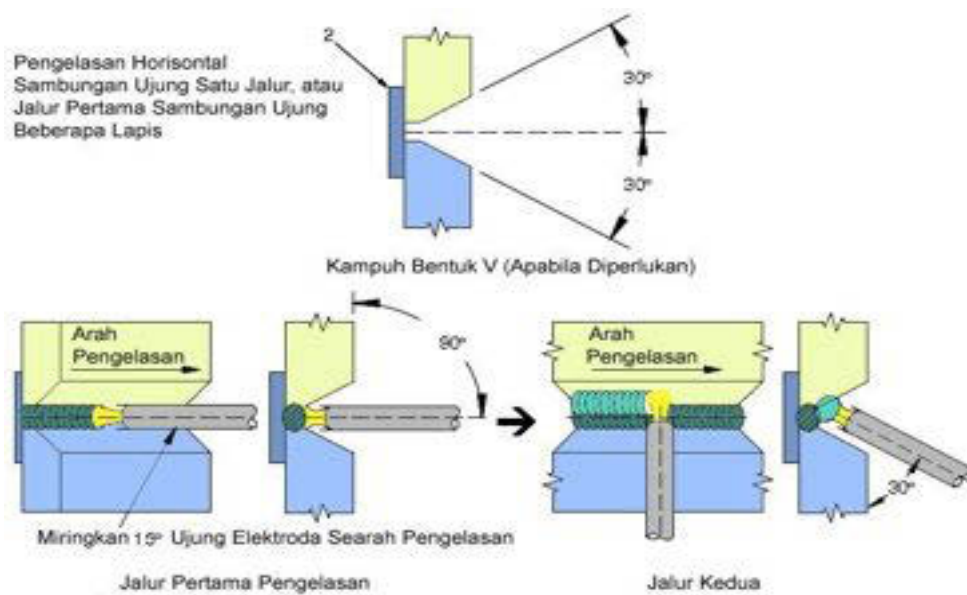 2
Pengelasan Horisontal
Sambungan Ujung Satu Jalur, atau
Jalur Pertama Sambungan Ujung
Beberapa Lapis
30°
30°
Kampuh Bentuk V (Apabila Diperlukan)
Arah
Pengelasan
90°
Arah
Pengelasan
30°
Miringkan 15° Ujung Elektroda Searah Pengelasan
Jalur Pertama Pengelasan
Jalur Kedua